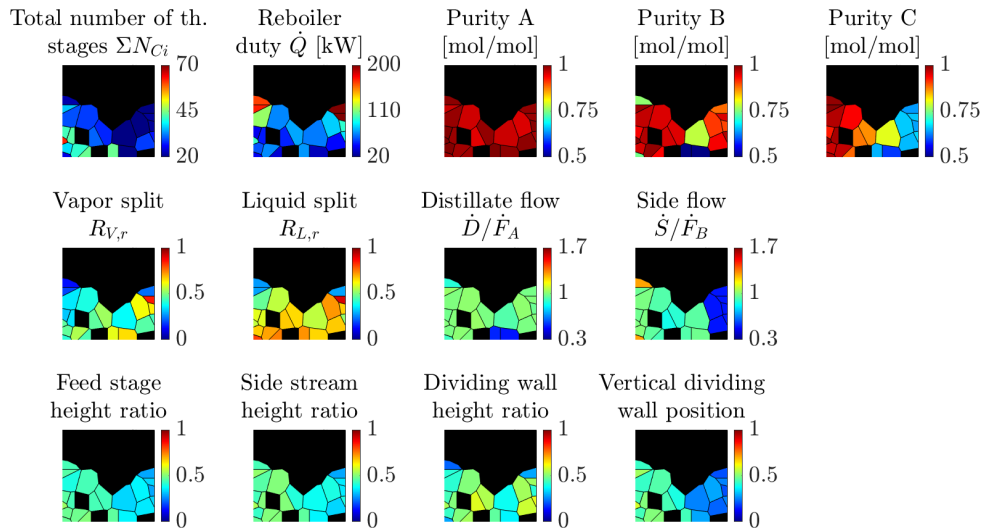 Total number of th.
stages ΣN_{Ci}
70
45
20
Reboiler
duty Q̇ [kW]
200
110
20
Purity A
[mol/mol]
1
0.75
0.5
Purity B
[mol/mol]
1
0.75
0.5
Purity C
[mol/mol]
1
0.75
0.5
Vapor split
R_{V,r}
1
0.5
0
Liquid split
R_{L,r}
1
0.5
0
Distillate flow
Ḋ/Ḟ_A
1.7
1
0.3
Side flow
Ṡ/Ḟ_B
1.7
1
0.3
Feed stage
height ratio
1
0.5
0
Side stream
height ratio
1
0.5
0
Dividing wall
height ratio
1
0.5
0
Vertical dividing
wall position
1
0.5
0